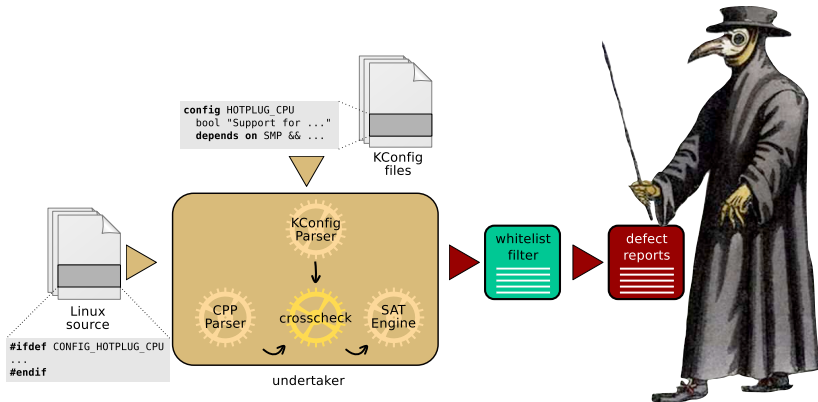 config HOTPLUG_CPU
bool "Support for ..."
depends on SMP && ...
KConfig
files
Linux
source
#ifdef CONFIG_HOTPLUG_CPU
...
#endif
KConfig
Parser
CPP
Parser
crosscheck
SAT
Engine
undertaker
whitelist
filter
defect
reports